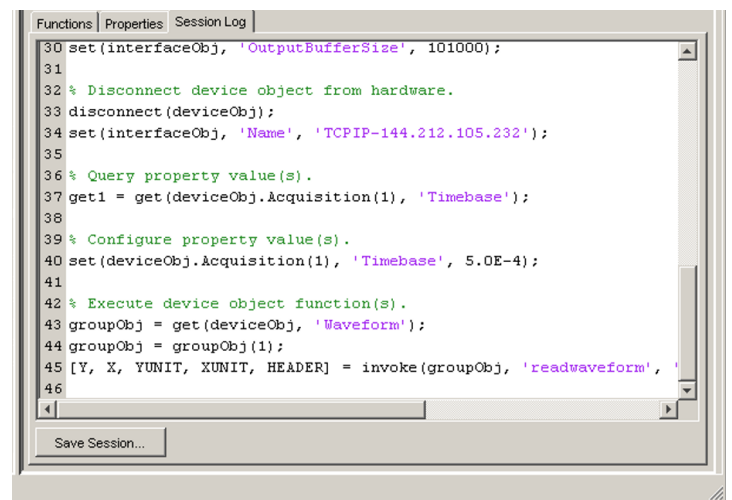 Functions Properties Session Log
30 set(interfaceObj, 'OutputBufferSize', 101000);
31
32 % Disconnect device object from hardware.
33 disconnect(deviceObj);
34 set(interfaceObj, 'Name', 'TCPIP-144.212.105.232');
35
36 % Query property value(s).
37 get1 = get(deviceObj.Acquisition(1), 'Timebase');
38
39 % Configure property value(s).
40 set(deviceObj.Acquisition(1), 'Timebase', 5.0E-4);
41
42 % Execute device object function(s).
43 groupObj = get(deviceObj, 'Waveform');
44 groupObj = groupObj(1);
45 [Y, X, YUNIT, XUNIT, HEADER] = invoke(groupObj, 'readwaveform', '
46
Save Session...